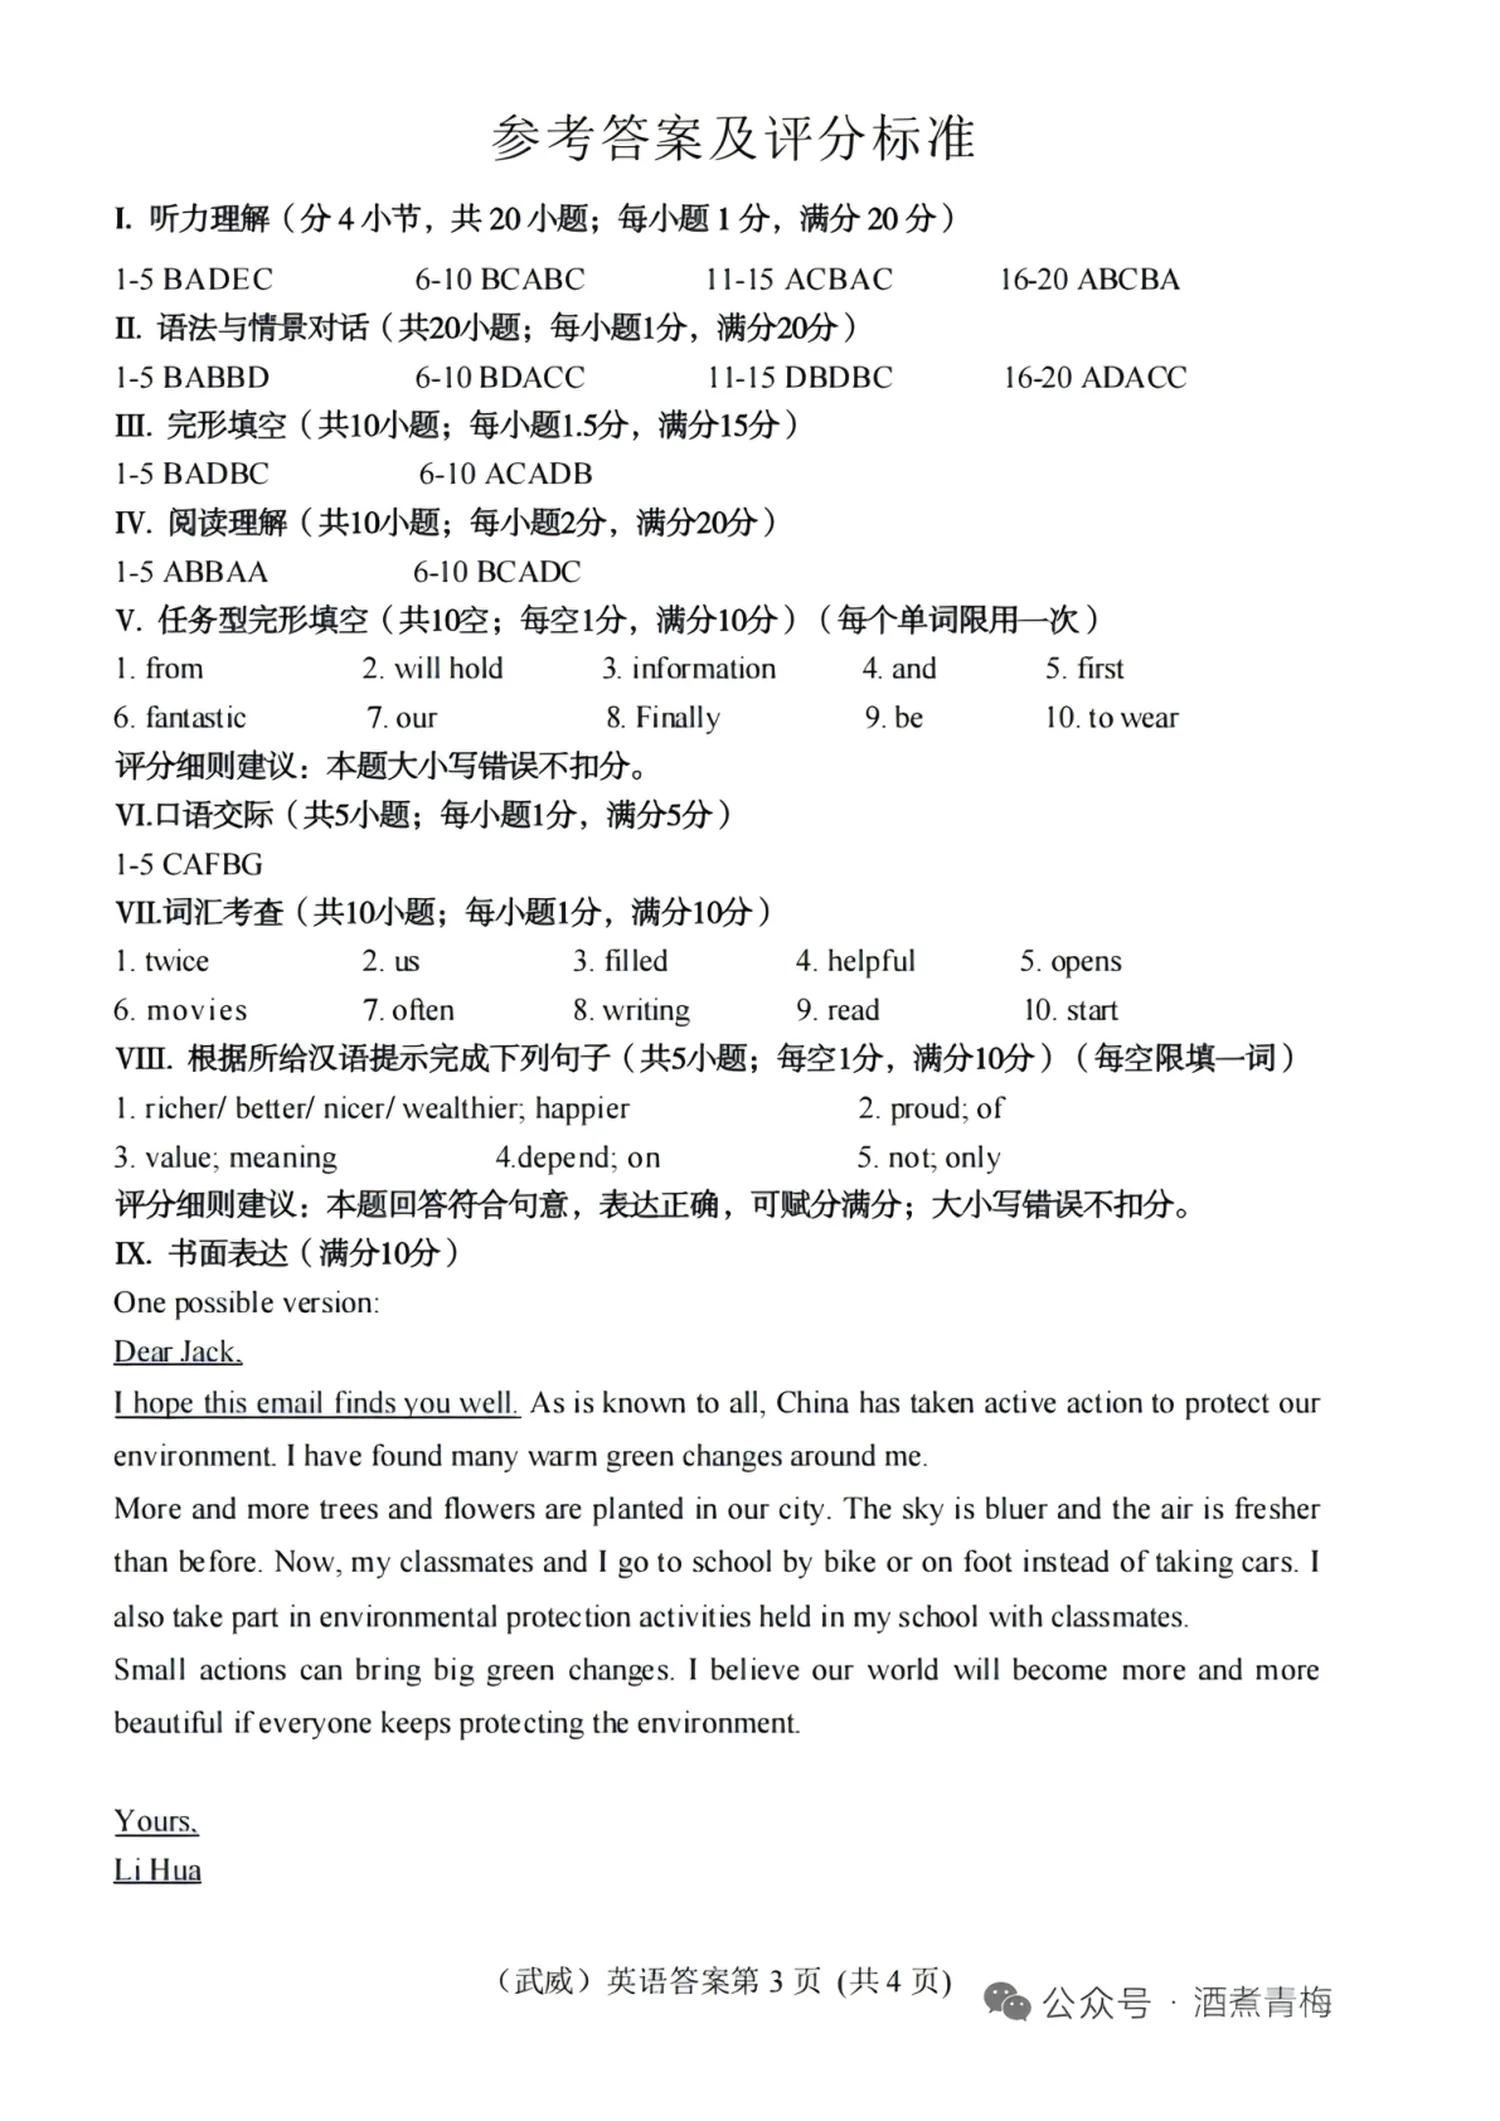 参考答案及评分标准
I. 听力理解（分 4 小节，共 20 小题；每小题 1 分，满分 20 分）
1-5 BADEC 6-10 BCABC 11-15 ACBAC 16-20 ABCBA
II. 语法与情景对话（共20小题；每小题1分，满分20分）
1-5 BABBD 6-10 BDACC 11-15 DBDBC 16-20 ADACC
III. 完形填空（共10小题；每小题1.5分，满分15分）
1-5 BADBC 6-10 ACADB
IV. 阅读理解（共10小题；每小题2分，满分20分）
1-5 ABBAA 6-10 BCADC
V. 任务型完形填空（共10空；每空1分，满分10分）（每个单词限用一次）
1. from 2. will hold 3. information 4. and 5. first
6. fantastic 7. our 8. Finally 9. be 10. to wear
评分细则建议：本题大小写错误不扣分。
VI.口语交际（共5小题；每小题1分，满分5分）
1-5 CAFBG
VII.词汇考查（共10小题；每小题1分，满分10分）
1. twice 2. us 3. filled 4. helpful 5. opens
6. movies 7. often 8. writing 9. read 10. start
VIII. 根据所给汉语提示完成下列句子（共5小题；每空1分，满分10分）（每空限填一词）
1. richer/ better/ nicer/ wealthier; happier 2. proud; of
3. value; meaning 4.depend; on 5. not; only
评分细则建议：本题回答符合句意，表达正确，可赋分满分；大小写错误不扣分。
IX. 书面表达（满分10分）
One possible version:
Dear Jack,
I hope this email finds you well. As is known to all, China has taken active action to protect our
environment. I have found many warm green changes around me.
More and more trees and flowers are planted in our city. The sky is bluer and the air is fresher
than before. Now, my classmates and I go to school by bike or on foot instead of taking cars. I
also take part in environmental protection activities held in my school with classmates.
Small actions can bring big green changes. I believe our world will become more and more
beautiful if everyone keeps protecting the environment.
Yours,
Li Hua
（武威）英语答案第 3 页 (共 4 页)
公众号 · 酒煮青梅